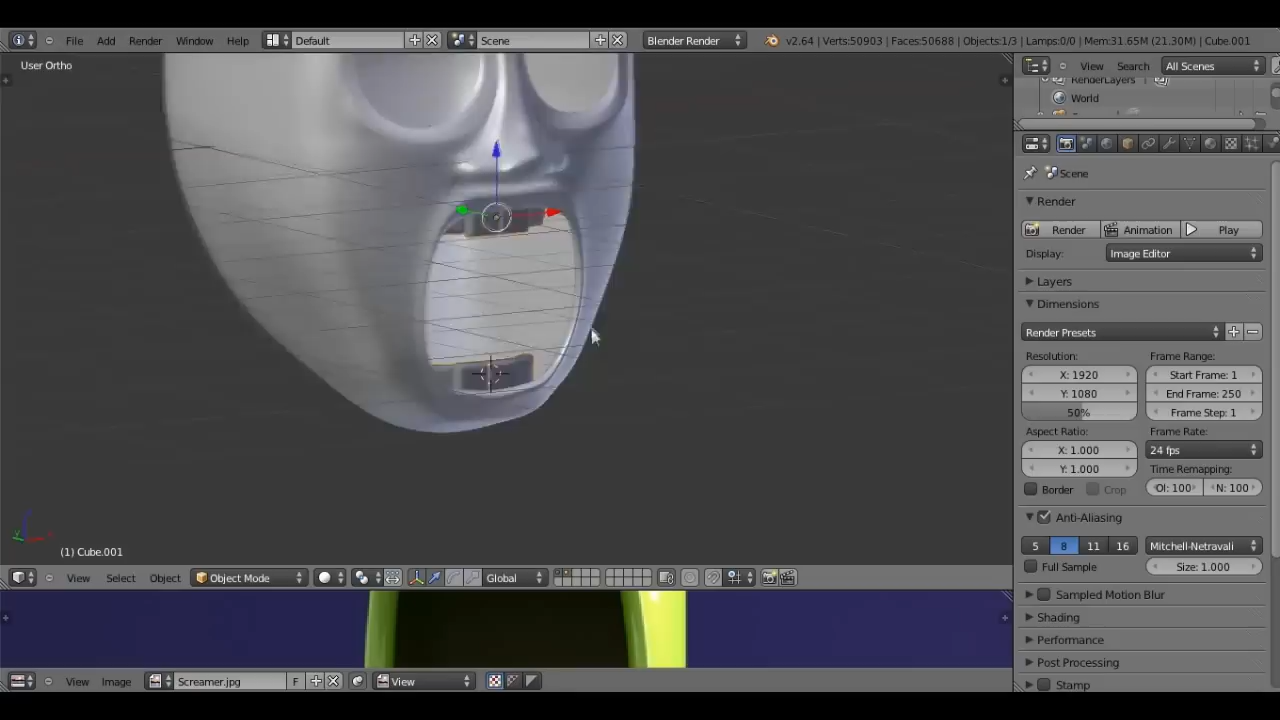 File Add Render Window Help Default Scene Blender Render v2.64 | Verts:50903 | Faces:50688 | Objects:1/3 | Lamps:0/0 | Mem:31.65M (21.30M) | Cube.001
User Ortho
View Search All Scenes
RenderLayers
World
Scene
Render
Render Animation Play
Display: Image Editor
Layers
Dimensions
Render Presets
Resolution: Frame Range:
X: 1920 Start Frame: 1
Y: 1080 End Frame: 250
50% Frame Step: 1
Aspect Ratio: Frame Rate:
X: 1.000 24 fps
Y: 1.000 Time Remapping:
Border Crop Ol: 100 N: 100
Anti-Aliasing
5 8 11 16 Mitchell-Netravali
Full Sample Size: 1.000
Sampled Motion Blur
Shading
Performance
Post Processing
Stamp
(1) Cube.001
View Select Object Object Mode Global
View Image Screamer.jpg F View